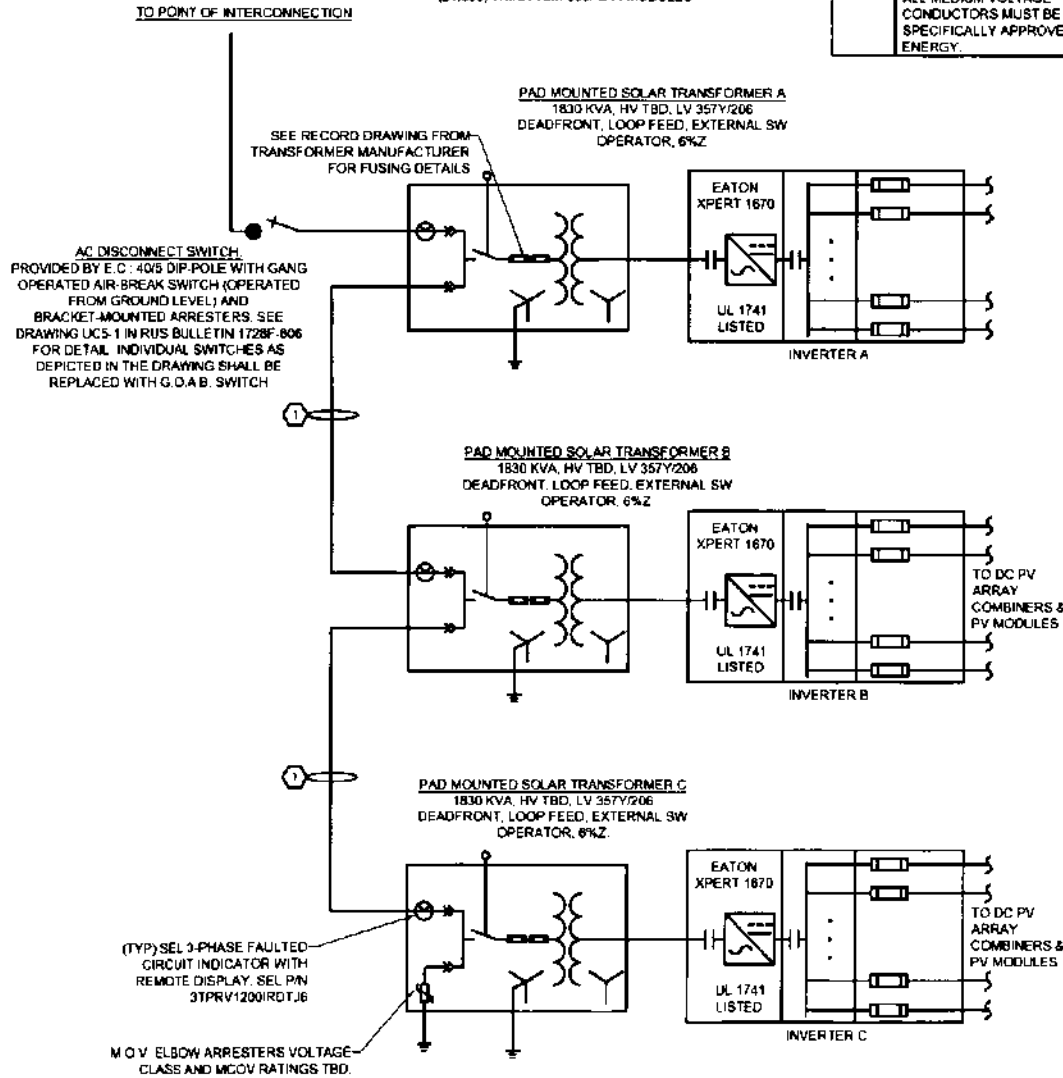 TO POINT OF INTERCONNECTION
ALL MEDIUM VOLTAGE
CONDUCTORS MUST BE
SPECIFICALLY APPROVE
ENERGY.
PAD MOUNTED SOLAR TRANSFORMER A
1830 KVA, HV TBD, LV 357Y/206
DEADFRONT, LOOP FEED, EXTERNAL SW
OPERATOR, 6%Z
SEE RECORD DRAWING FROM
TRANSFORMER MANUFACTURER
FOR FUSING DETAILS
EATON
XPERT 1670
UL 1741
LISTED
INVERTER A
AC DISCONNECT SWITCH.
PROVIDED BY E.C : 40/5 DIP-POLE WITH GANG
OPERATED AIR-BREAK SWITCH (OPERATED
FROM GROUND LEVEL) AND
BRACKET-MOUNTED ARRESTERS. SEE
DRAWING UC5-1 IN RUS BULLETIN 1728F-806
FOR DETAIL INDIVIDUAL SWITCHES AS
DEPICTED IN THE DRAWING SHALL BE
REPLACED WITH G.O.A B. SWITCH
1
PAD MOUNTED SOLAR TRANSFORMER B
1830 KVA, HV TBD, LV 357Y/206
DEADFRONT, LOOP FEED, EXTERNAL SW
OPERATOR, 6%Z
EATON
XPERT 1670
UL 1741
LISTED
TO DC PV
ARRAY
COMBINERS &
PV MODULES
INVERTER B
1
PAD MOUNTED SOLAR TRANSFORMER C
1830 KVA, HV TBD, LV 357Y/206
DEADFRONT, LOOP FEED, EXTERNAL SW
OPERATOR, 6%Z.
EATON
XPERT 1670
UL 1741
LISTED
TO DC PV
ARRAY
COMBINERS &
PV MODULES
INVERTER C
(TYP) SEL 3-PHASE FAULTED
CIRCUIT INDICATOR WITH
REMOTE DISPLAY. SEL P/N
3TPRV1200IRDTJ6
M O V ELBOW ARRESTERS VOLTAGE
CLASS AND MCOV RATINGS TBD.